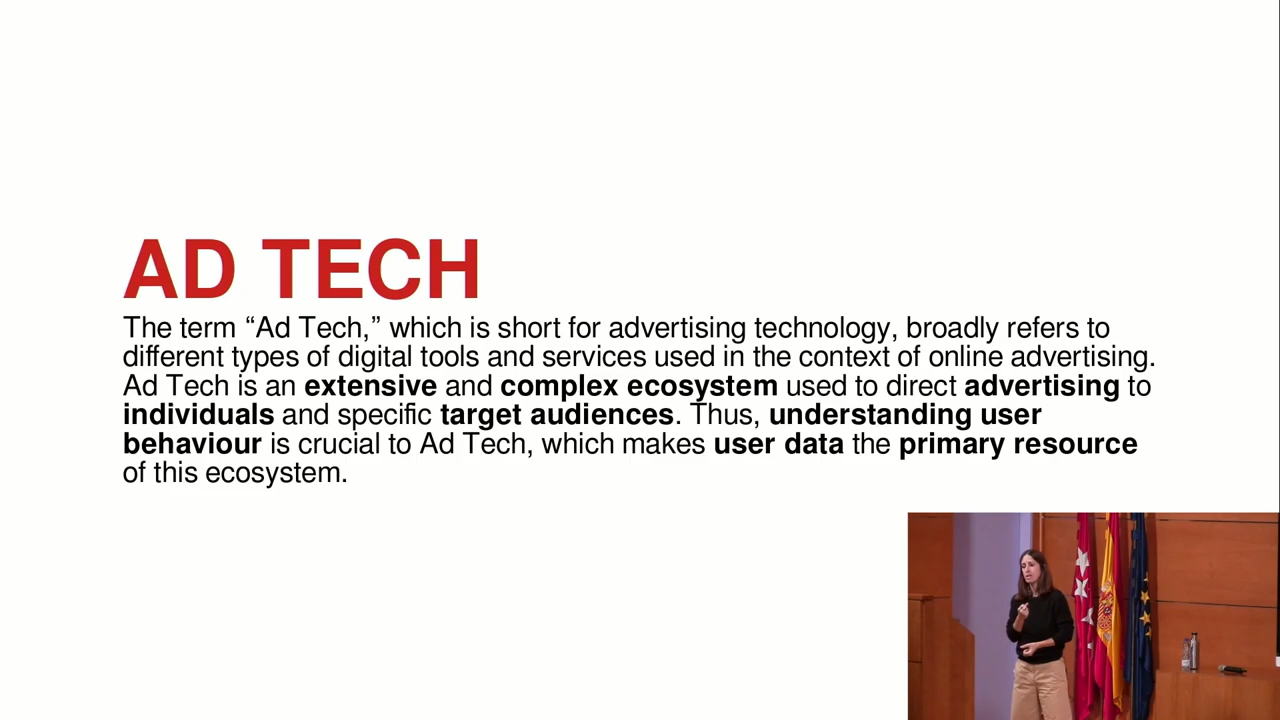 AD TECH
The term “Ad Tech,” which is short for advertising technology, broadly refers to
different types of digital tools and services used in the context of online advertising.
Ad Tech is an extensive and complex ecosystem used to direct advertising to
individuals and specific target audiences. Thus, understanding user
behaviour is crucial to Ad Tech, which makes user data the primary resource
of this ecosystem.